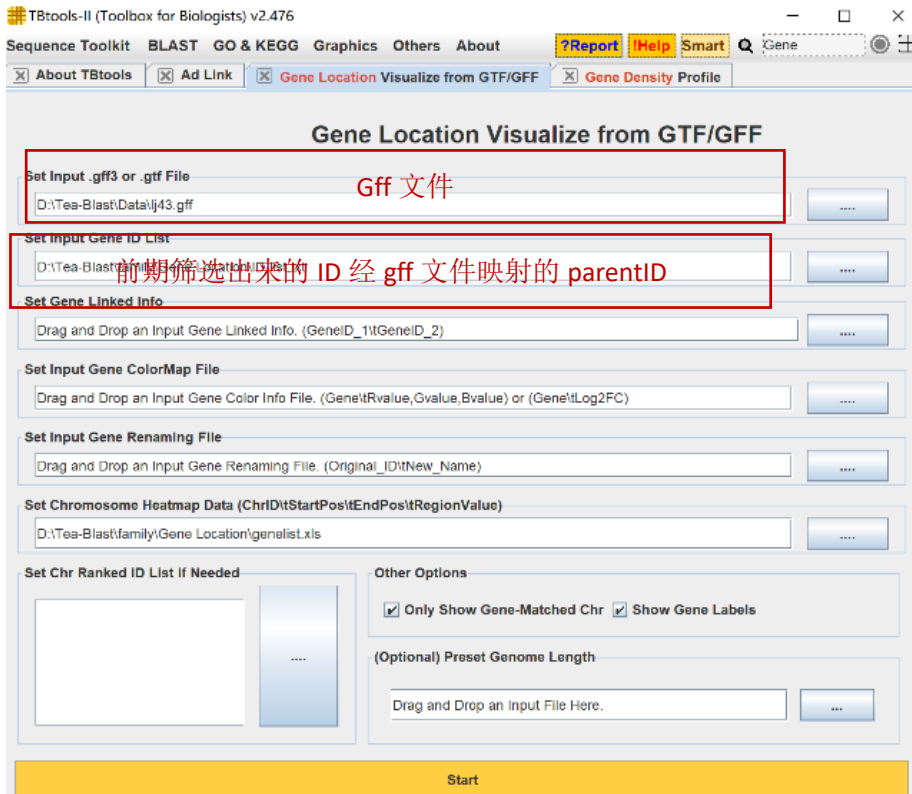 TBtools-II (Toolbox for Biologists) v2.476
Sequence Toolkit BLAST GO & KEGG Graphics Others About ?Report !Help Smart Gene
About TBtools Ad Link Gene Location Visualize from GTF/GFF Gene Density Profile
Gene Location Visualize from GTF/GFF
Set Input .gff3 or .gtf File
Gff 文件
D:\Tea-Blast\Data\lj43.gff
....
Set Input Gene ID List
D:\Tea-Blast\family\Gene Location\
前期筛选出来的 ID 经 gff 文件映射的 parentID
....
Set Gene Linked Info
Drag and Drop an Input Gene Linked Info. (GeneID_1\tGeneID_2)
....
Set Input Gene ColorMap File
Drag and Drop an Input Gene Color Info File. (Gene\tRvalue,Gvalue,Bvalue) or (Gene\tLog2FC)
....
Set Input Gene Renaming File
Drag and Drop an Input Gene Renaming File. (Original_ID\tNew_Name)
....
Set Chromosome Heatmap Data (ChrID\tStartPos\tEndPos\tRegionValue)
D:\Tea-Blast\family\Gene Location\genelist.xls
....
Set Chr Ranked ID List If Needed
....
Other Options
Only Show Gene-Matched Chr Show Gene Labels
(Optional) Preset Genome Length
Drag and Drop an Input File Here.
...
Start